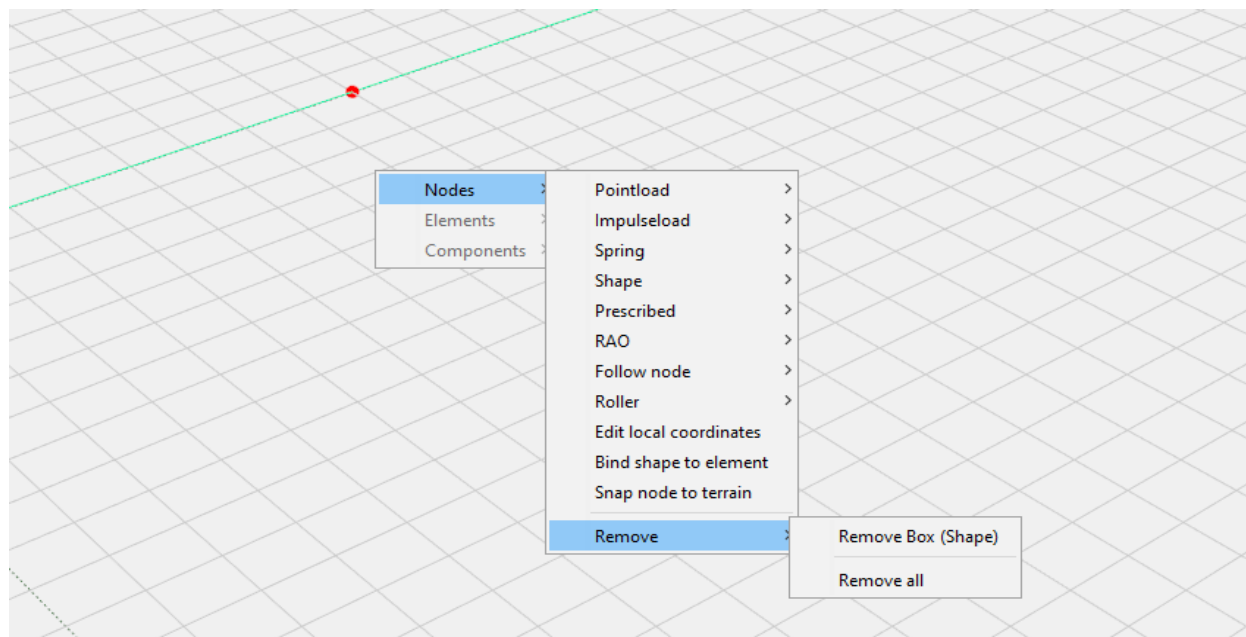 Nodes
Elements
Components
Pointload
Impulseload
Spring
Shape
Prescribed
RAO
Follow node
Roller
Edit local coordinates
Bind shape to element
Snap node to terrain
Remove
Remove Box (Shape)
Remove all